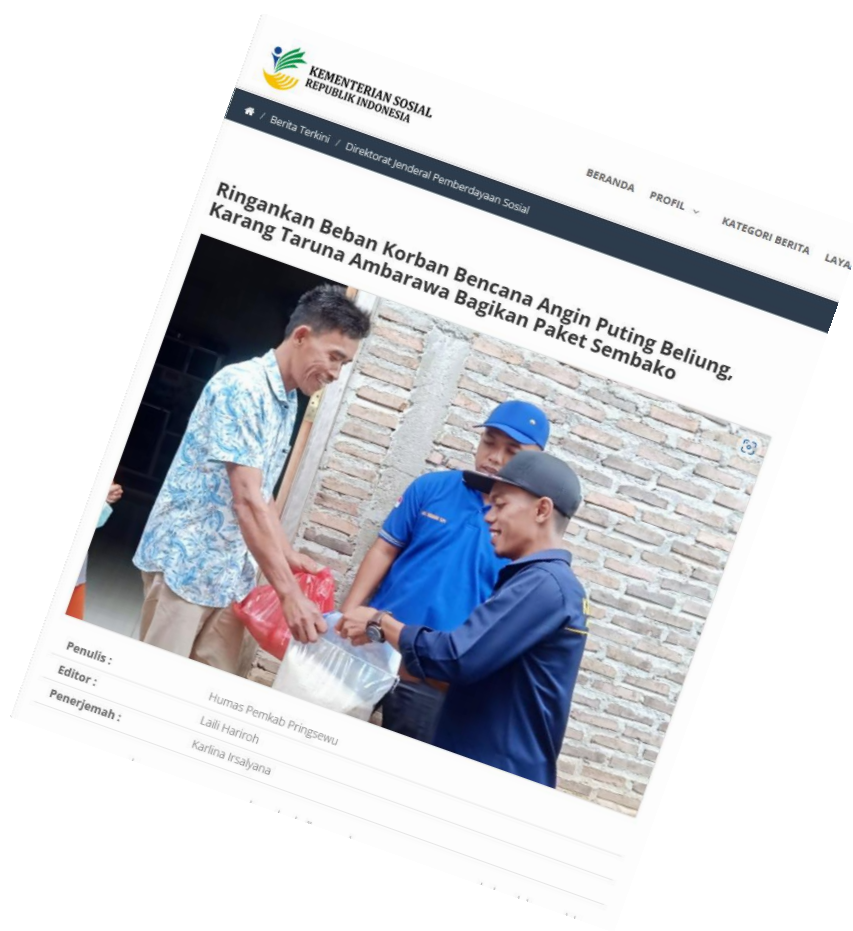 KEMENTERIAN SOSIAL
REPUBLIK INDONESIA
BERANDA PROFIL KATEGORI BERITA
/ Berita Terkini / Direktorat Jenderal Pemberdayaan Sosial
Ringankan Beban Korban Bencana Angin Puting Beliung,
Karang Taruna Ambarawa Bagikan Paket Sembako
Penulis :
Humas Pemkab Pringsewu
Editor :
Laili Hariroh
Penerjemah :
Karlina Irsalyana